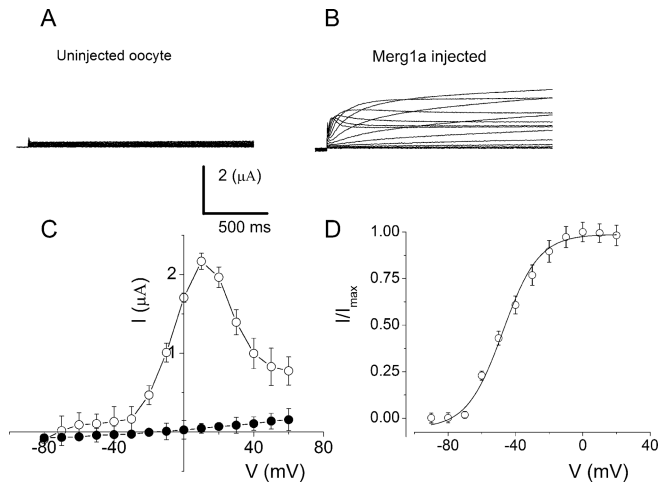 A
B
Uninjected oocyte
Merg1a injected
2 (μA)
500 ms
C
D
I (μA)
2
1
-80
-40
0
40
80
V (mV)
I/Imax
1.00
0.75
0.50
0.25
0.00
-80
-40
0
40
V (mV)